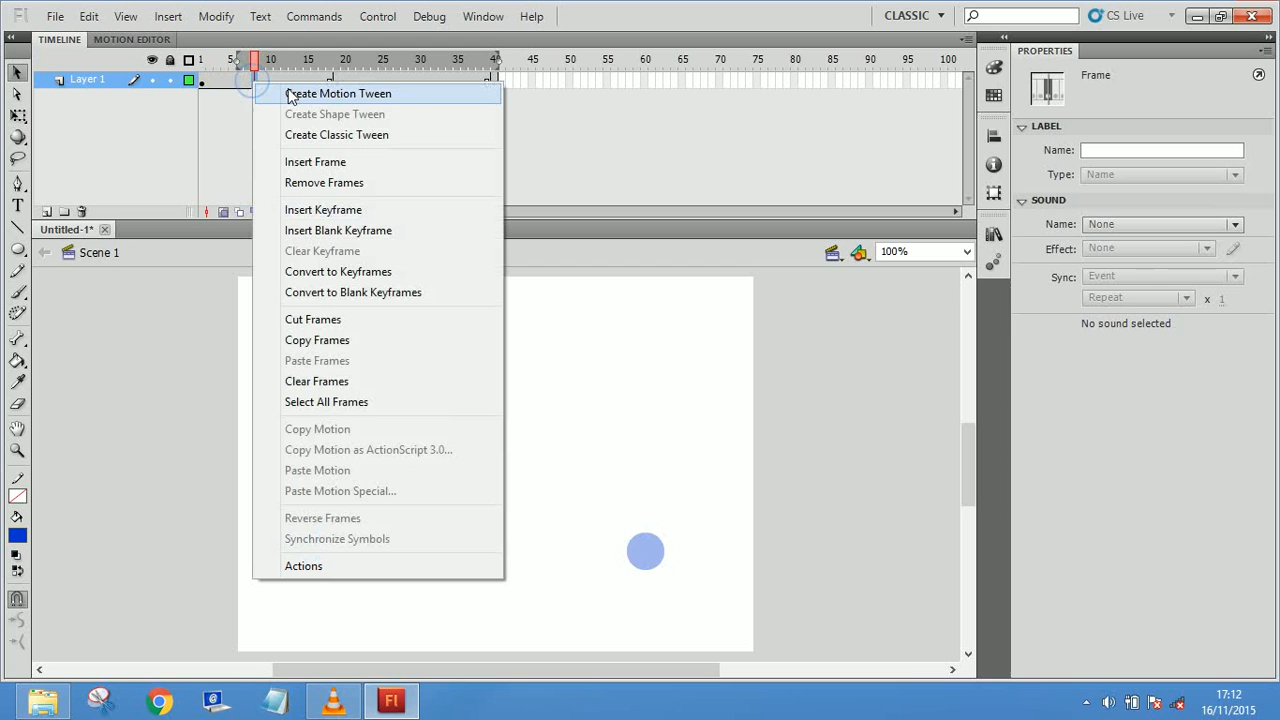 Fl File Edit View Insert Modify Text Commands Control Debug Window Help CLASSIC CS Live
TIMELINE MOTION EDITOR
1 5 10 15 20 25 30 35 40 45 50 55 60 65 70 75 80 85 90 95 100
Layer 1
Create Motion Tween
Create Shape Tween
Create Classic Tween
Insert Frame
Remove Frames
Insert Keyframe
Insert Blank Keyframe
Clear Keyframe
Convert to Keyframes
Convert to Blank Keyframes
Cut Frames
Copy Frames
Paste Frames
Clear Frames
Select All Frames
Copy Motion
Copy Motion as ActionScript 3.0...
Paste Motion
Paste Motion Special...
Reverse Frames
Synchronize Symbols
Actions
Untitled-1*
Scene 1
100%
PROPERTIES
Frame
LABEL
Name:
Type: Name
SOUND
Name: None
Effect: None
Sync: Event
Repeat x 1
No sound selected
Fl
17:12
16/11/2015